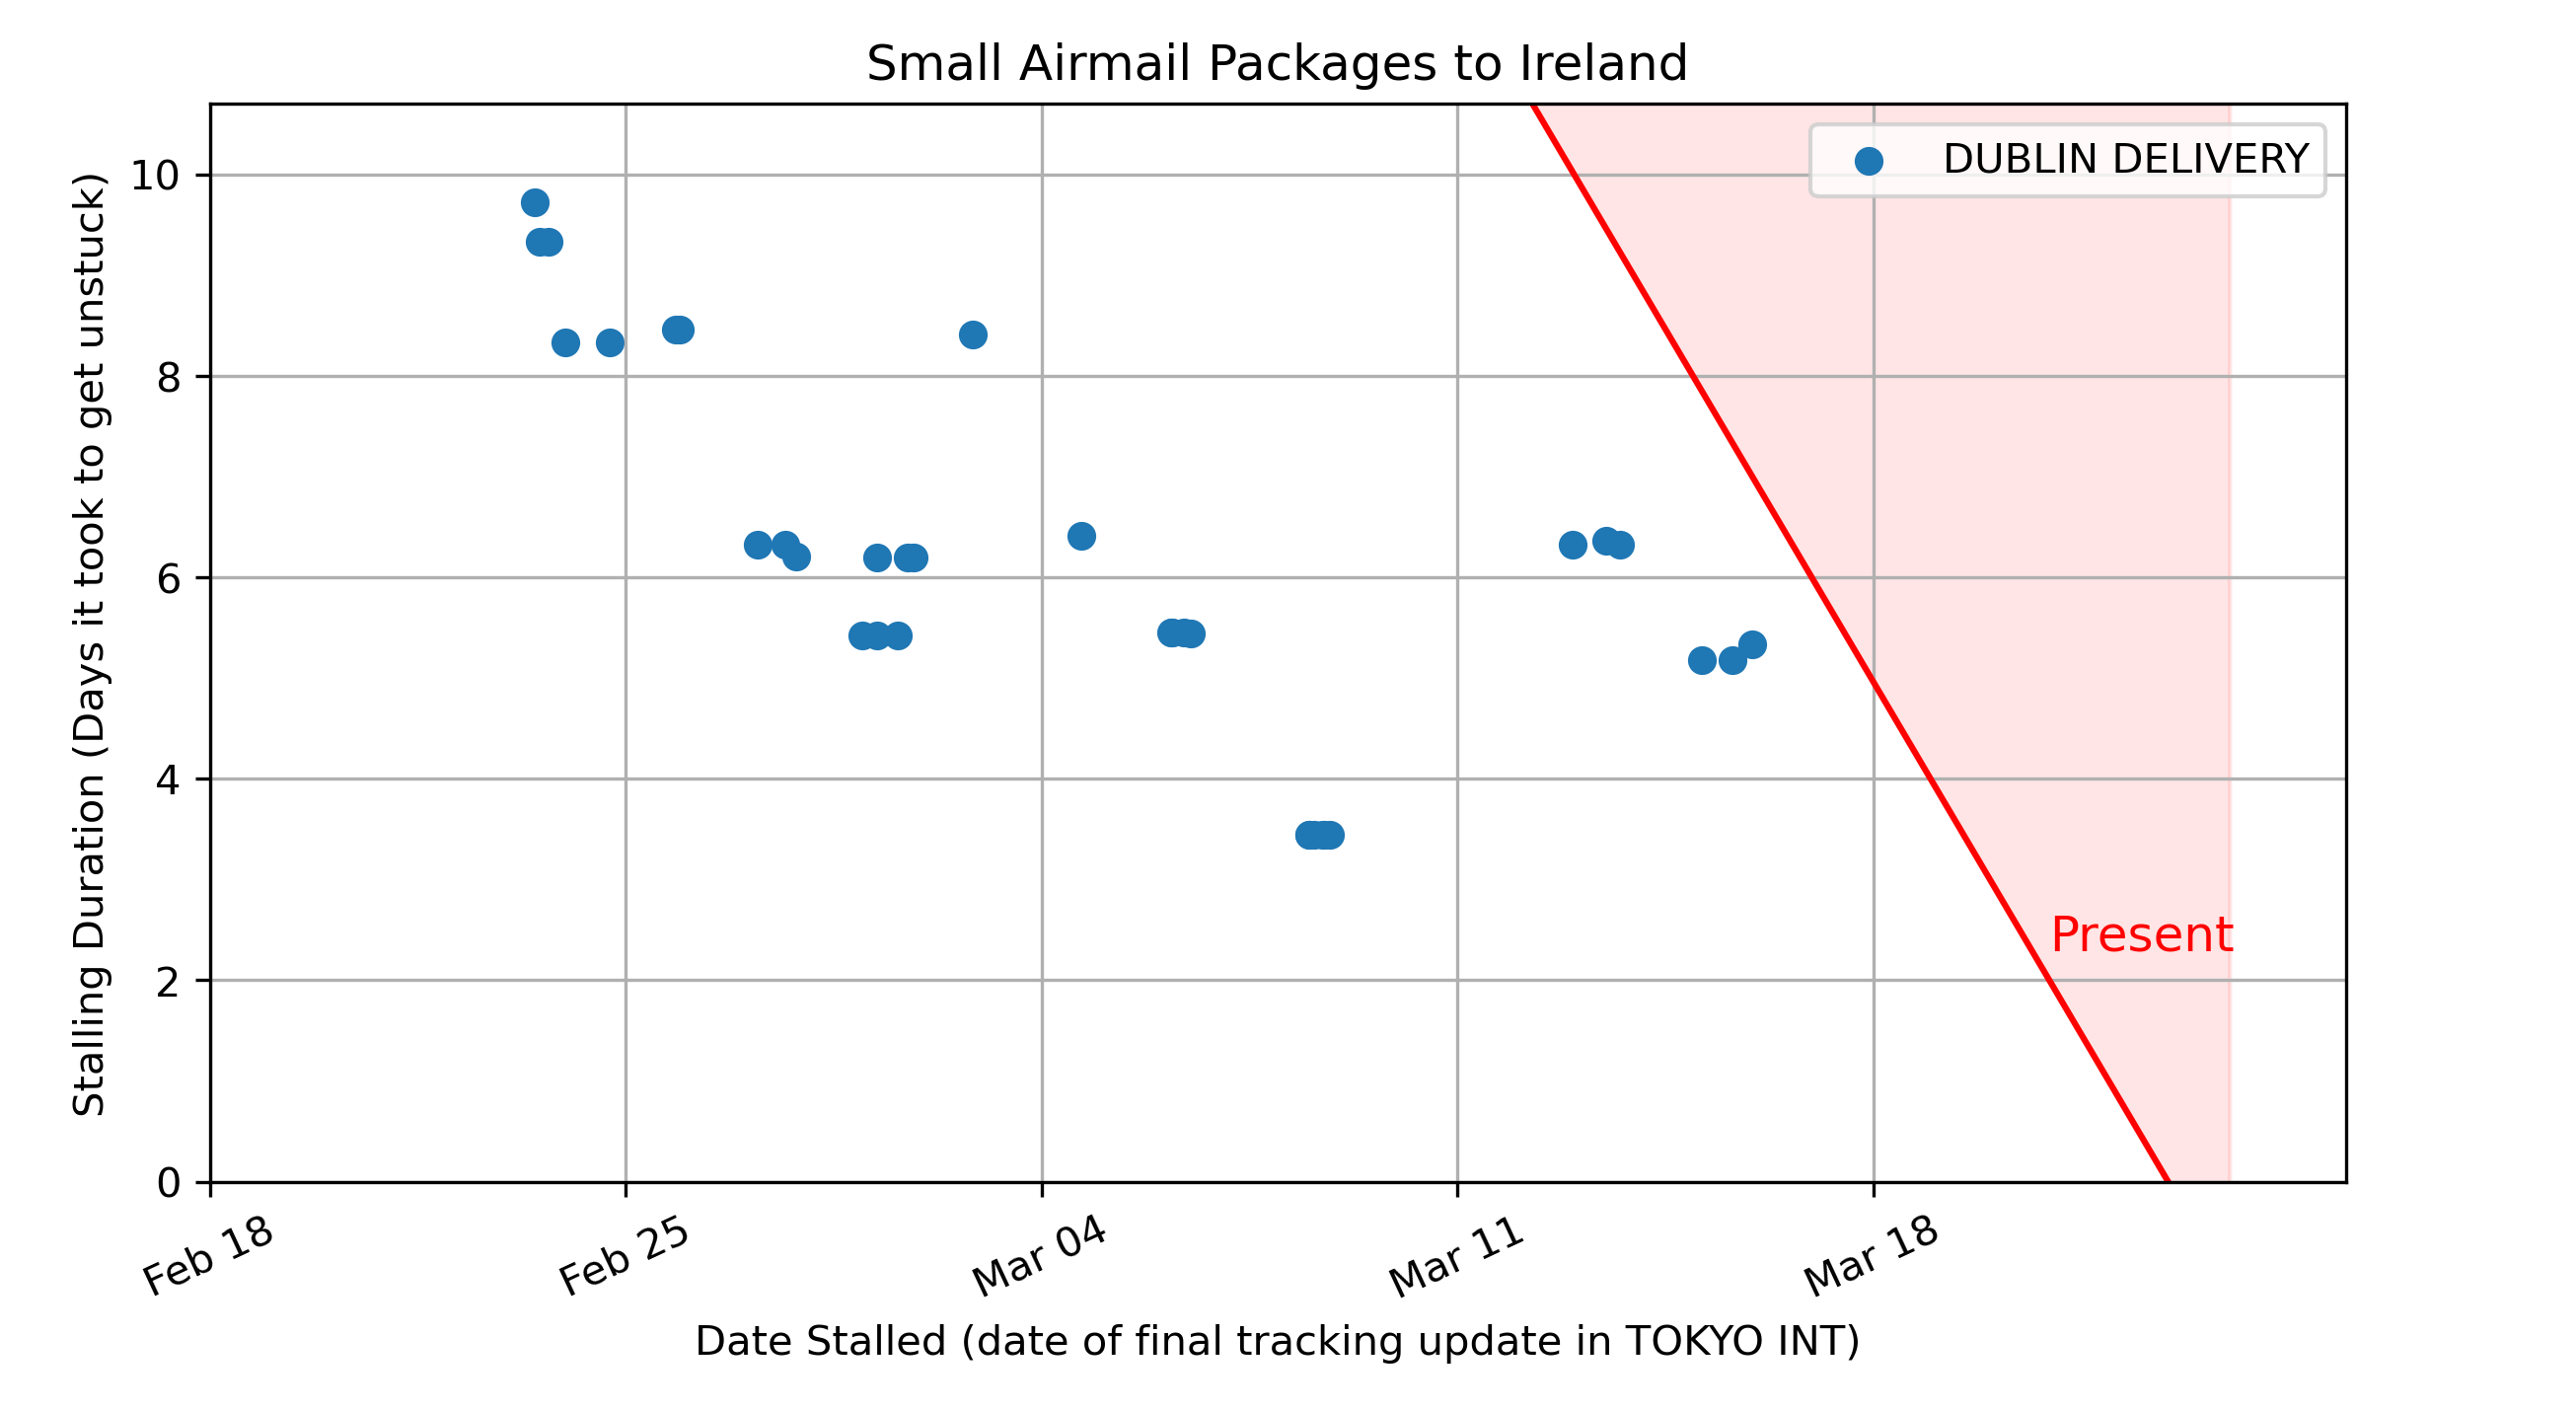 Small Airmail Packages to Ireland
DUBLIN DELIVERY
Stalling Duration (Days it took to get unstuck)
10
8
6
4
2
0
Present
Feb 18
Feb 25
Mar 04
Mar 11
Mar 18
Date Stalled (date of final tracking update in TOKYO INT)